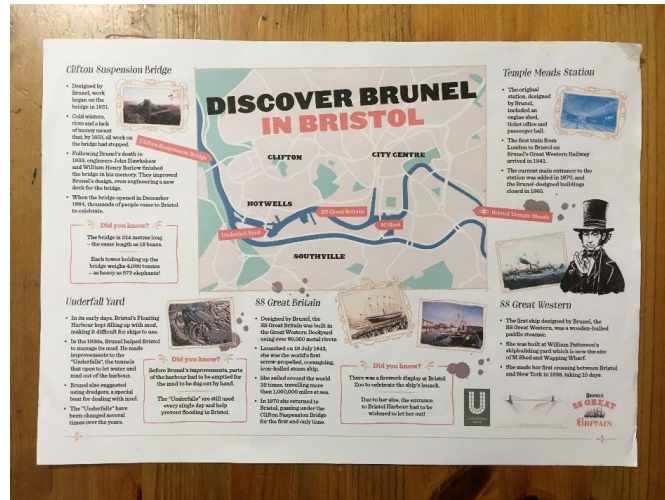 Clifton Suspension Bridge
• Designed by
Brunel, work
began on the
bridge in 1831.
• Cold winters,
riots and a lack
of money meant
that, by 1853, all work on
the bridge had stopped.
• Following Brunel's death in
1859, engineers John Hawkshaw
and William Henry Barlow finished
the bridge in his memory. They improved
Brunel's design, even engineering a new
deck for the bridge.
• When the bridge opened in December
1864, thousands of people came to Bristol
to celebrate.
Did you know?
The bridge is 214 metres long
– the same length as 18 buses.
Each tower holding up the
bridge weighs 4,000 tonnes
– as heavy as 572 elephants!
DISCOVER BRUNEL
IN BRISTOL
Clifton Suspension Bridge
CLIFTON
CITY CENTRE
HOTWELLS
SS Great Britain
M Shed
Underfall Yard
Bristol Temple Meads
SOUTHVILLE
Temple Meads Station
• The original
station, designed
by Brunel,
included an
engine shed,
ticket office and
passenger hall.
• The first train from
London to Bristol on
Brunel's Great Western Railway
arrived in 1841.
• The current main entrance to the
station was added in 1870, and
the Brunel-designed buildings
closed in 1965.
Underfall Yard
• In its early days, Bristol's Floating
Harbour kept filling up with mud,
making it difficult for ships to use.
• In the 1830s, Brunel helped Bristol
to manage its mud. He made
improvements to the
"Underfalls", the tunnels
that open to let water and
mud out of the harbour.
• Brunel also suggested
using dredgers, a special
boat for dealing with mud.
• The "Underfalls" have
been changed several
times over the years.
Did you know?
Before Brunel's improvements, parts
of the harbour had to be emptied for
the mud to be dug out by hand.
The "Underfalls" are still used
every single day and help
prevent flooding in Bristol.
SS Great Britain
• Designed by Brunel, the
SS Great Britain was built in
the Great Western Dockyard
using over 60,000 metal rivets.
• Launched on 19 July 1843,
she was the world's first
screw-propelled, oceangoing,
iron-hulled steam ship.
• She sailed around the world
32 times, travelling more
than 1,000,000 miles at sea.
• In 1970 she returned to
Bristol, passing under the
Clifton Suspension Bridge
for the first and only time.
Did you know?
There was a firework display at Bristol
Zoo to celebrate the ship's launch.
Due to her size, the entrance
to Bristol Harbour had to be
widened to let her out!
SS Great Western
• The first ship designed by Brunel, the
SS Great Western, was a wooden-hulled
paddle steamer.
• She was built at William Patterson's
shipbuilding yard which is now the site
of M Shed and Wapping Wharf.
• She made her first crossing between Bristol
and New York in 1838, taking 15 days.
U
UNDERFALL
YARD
BRUNEL'S
SS GREAT
BRITAIN